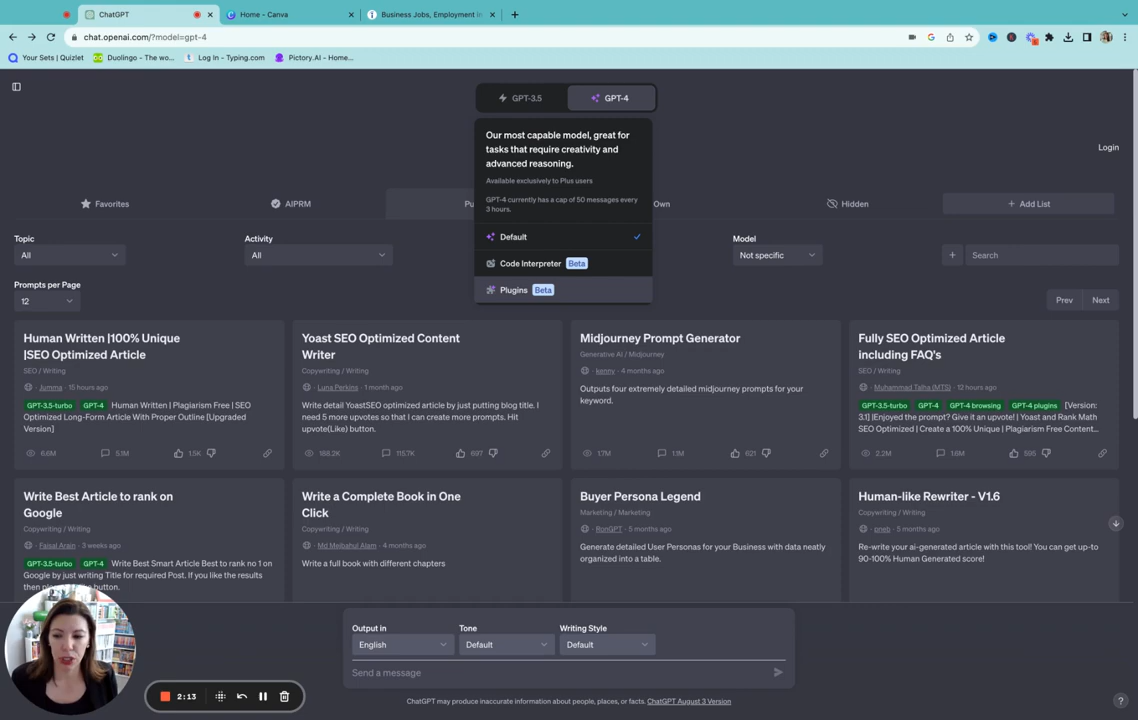 ChatGPT
Home - Canva
Business Jobs, Employment in
chat.openai.com/?model=gpt-4
Your Sets | Quizlet
Duolingo - The wo...
Log In - Typing.com
Pictory.AI - Home...
GPT-3.5
GPT-4
Our most capable model, great for
tasks that require creativity and
advanced reasoning.
Available exclusively to Plus users
GPT-4 currently has a cap of 50 messages every
3 hours.
Login
Favorites
AIPRM
Pu
Own
Hidden
+ Add List
Default
Code Interpreter Beta
Plugins Beta
Topic
All
Activity
All
Model
Not specific
+
Search
Prompts per Page
12
Prev
Next
Human Written |100% Unique
|SEO Optimized Article
SEO / Writing
· Jumma · 15 hours ago
GPT-3.5-turbo GPT-4 Human Written | Plagiarism Free | SEO
Optimized Long-Form Article With Proper Outline [Upgraded
Version]
6.6M
5.1M
1.5K
Yoast SEO Optimized Content
Writer
Copywriting / Writing
· Luna Perkins · 1 month ago
Write detail YoastSEO optimized article by just putting blog title. I
need 5 more upvotes so that I can create more prompts. Hit
upvote(Like) button.
188.2K
115.7K
697
Midjourney Prompt Generator
Generative AI / Midjourney
· kenny · 4 months ago
Outputs four extremely detailed midjourney prompts for your
keyword.
1.7M
1.1M
621
Fully SEO Optimized Article
including FAQ's
SEO / Writing
· Muhammad Talha (MTS) · 12 hours ago
GPT-3.5-turbo GPT-4 GPT-4 browsing GPT-4 plugins [Version:
3.1] |Enjoyed the prompt? Give it an upvote! | Yoast and Rank Math
SEO Optimized | Create a 100% Unique | Plagiarism Free Content...
2.2M
1.6M
595
Write Best Article to rank on
Google
Copywriting / Writing
· Faisal Arain · 3 weeks ago
GPT-3.5-turbo GPT-4 Write Best Smart Article Best to rank no 1 on
Google by just writing Title for required Post. If you like the results
then button.
Write a Complete Book in One
Click
Copywriting / Writing
· Md Mejbahul Alam · 4 months ago
Write a full book with different chapters
Buyer Persona Legend
Marketing / Marketing
· RonGPT · 5 months ago
Generate detailed User Personas for your Business with data neatly
organized into a table.
Human-like Rewriter - V1.6
Copywriting / Writing
· pneb · 5 months ago
Re-write your ai-generated article with this tool! You can get up-to
90-100% Human Generated score!
Output in
English
Tone
Default
Writing Style
Default
Send a message
2:13
ChatGPT may produce inaccurate information about people, places, or facts. ChatGPT August 3 Version
?